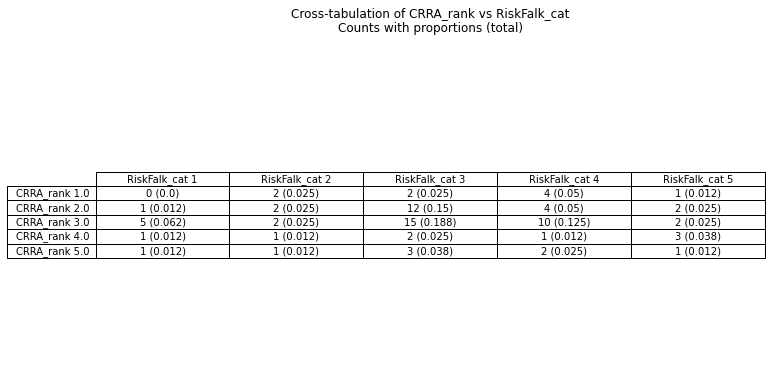 Cross-tabulation of CRRA_rank vs RiskFalk_cat
Counts with proportions (total)
RiskFalk_cat 1 RiskFalk_cat 2 RiskFalk_cat 3 RiskFalk_cat 4 RiskFalk_cat 5
CRRA_rank 1.0 0 (0.0) 2 (0.025) 2 (0.025) 4 (0.05) 1 (0.012)
CRRA_rank 2.0 1 (0.012) 2 (0.025) 12 (0.15) 4 (0.05) 2 (0.025)
CRRA_rank 3.0 5 (0.062) 2 (0.025) 15 (0.188) 10 (0.125) 2 (0.025)
CRRA_rank 4.0 1 (0.012) 1 (0.012) 2 (0.025) 1 (0.012) 3 (0.038)
CRRA_rank 5.0 1 (0.012) 1 (0.012) 3 (0.038) 2 (0.025) 1 (0.012)